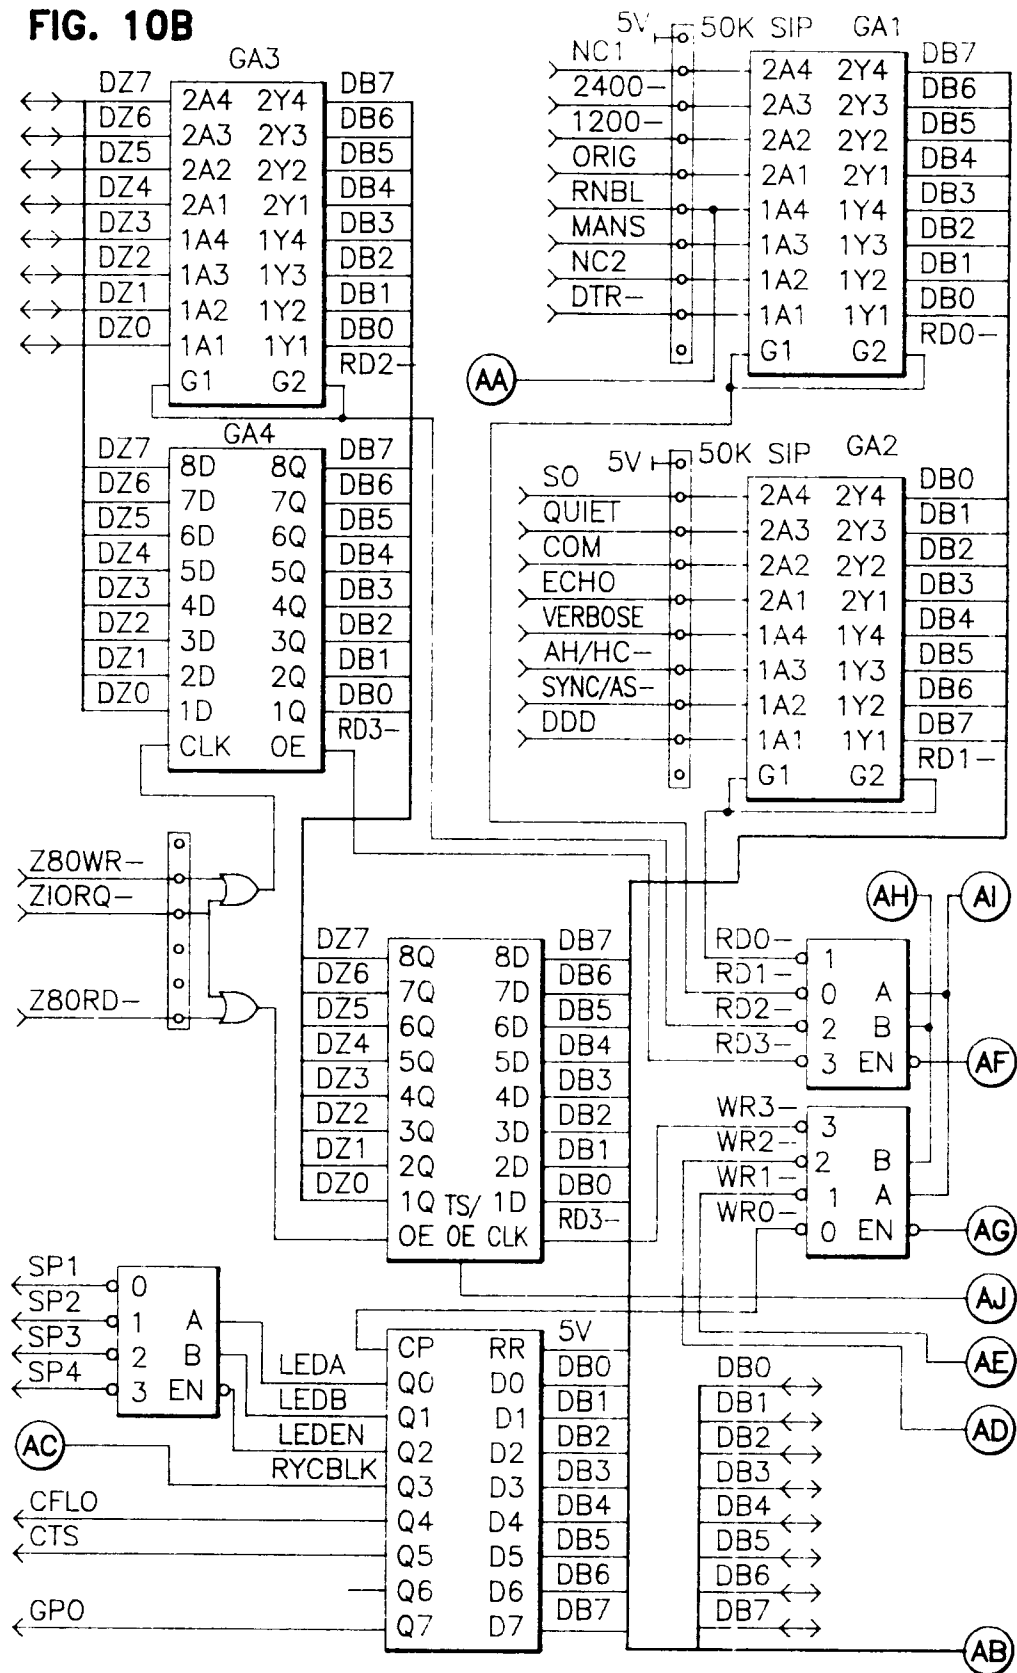 FIG. 10B
GA3
DZ7 2A4 2Y4 DB7
DZ6 2A3 2Y3 DB6
DZ5 2A2 2Y2 DB5
DZ4 2A1 2Y1 DB4
DZ3 1A4 1Y4 DB3
DZ2 1A3 1Y3 DB2
DZ1 1A2 1Y2 DB1
DZ0 1A1 1Y1 DB0
G1 G2 RD2-
5V 50K SIP GA1
NC1 2A4 2Y4 DB7
2400- 2A3 2Y3 DB6
1200- 2A2 2Y2 DB5
ORIG 2A1 2Y1 DB4
RNBL 1A4 1Y4 DB3
MANS 1A3 1Y3 DB2
NC2 1A2 1Y2 DB1
DTR- 1A1 1Y1 DB0
G1 G2 RD0-
AA
GA4
DZ7 8D 8Q DB7
DZ6 7D 7Q DB6
DZ5 6D 6Q DB5
DZ4 5D 5Q DB4
DZ3 4D 4Q DB3
DZ2 3D 3Q DB2
DZ1 2D 2Q DB1
DZ0 1D 1Q DB0
CLK OE RD3-
5V 50K SIP GA2
SO 2A4 2Y4 DB0
QUIET 2A3 2Y3 DB1
COM 2A2 2Y2 DB2
ECHO 2A1 2Y1 DB3
VERBOSE 1A4 1Y4 DB4
AH/HC- 1A3 1Y3 DB5
SYNC/AS- 1A2 1Y2 DB6
DDD 1A1 1Y1 DB7
G1 G2 RD1-
Z80WR-
ZIORQ-
Z80RD-
DZ7 8Q 8D DB7
DZ6 7Q 7D DB6
DZ5 6Q 6D DB5
DZ4 5Q 5D DB4
DZ3 4Q 4D DB3
DZ2 3Q 3D DB2
DZ1 2Q 2D DB1
DZ0 1Q TS/ 1D DB0
OE OE CLK RD3-
AH AI
RD0- 1
RD1- 0 A
RD2- 2 B
RD3- 3 EN AF
WR3- 3
WR2- 2 B
WR1- 1 A
WR0- 0 EN AG
AJ
AE
AD
SP1 0
SP2 1 A
SP3 2 B
SP4 3 EN
CP RR 5V
LEDA Q0 D0 DB0
LEDB Q1 D1 DB1
LEDEN Q2 D2 DB2
AC RYCBLK Q3 D3 DB3
CFLO Q4 D4 DB4
CTS Q5 D5 DB5
Q6 D6 DB6
GPO Q7 D7 DB7
DB0
DB1
DB2
DB3
DB4
DB5
DB6
DB7
AB